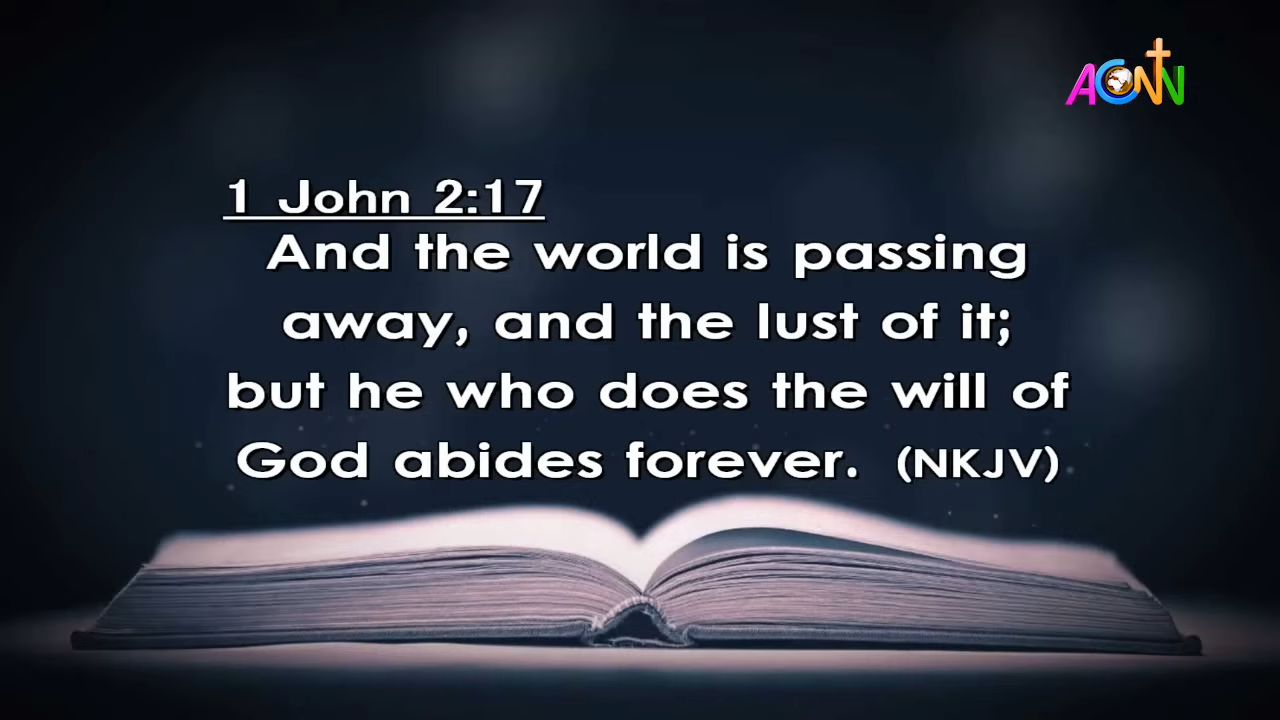 ACNN
1 John 2:17
And the world is passing
away, and the lust of it;
but he who does the will of
God abides forever. (NKJV)